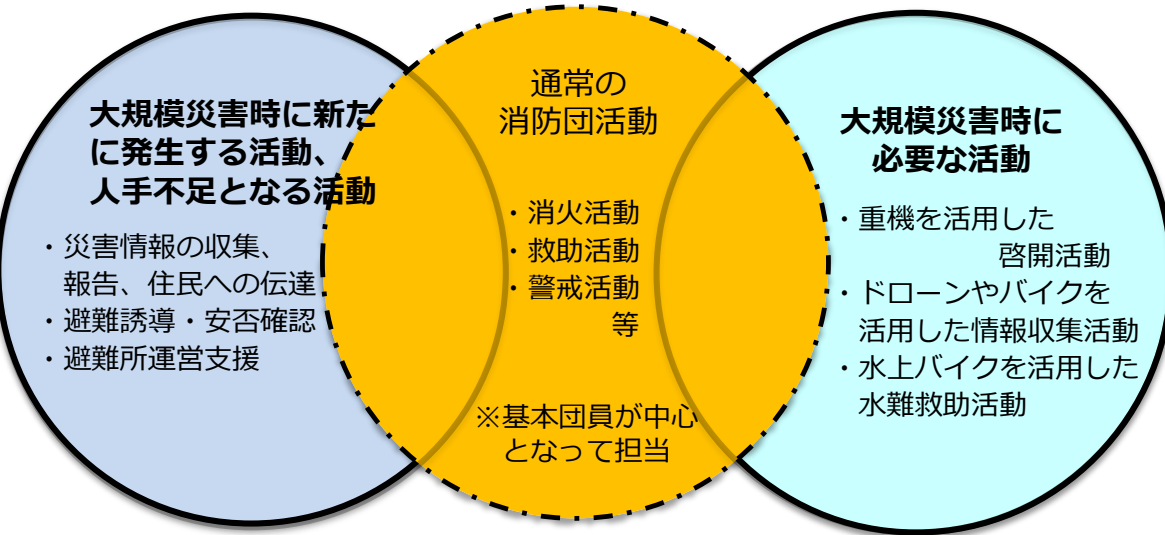 大規模災害時に新た
に発生する活動、
人手不足となる活動
・災害情報の収集、
報告、住民への伝達
・避難誘導・安否確認
・避難所運営支援
通常の
消防団活動
・消火活動
・救助活動
・警戒活動
等
※基本団員が中心
となって担当
大規模災害時に
必要な活動
・重機を活用した
啓開活動
・ドローンやバイクを
活用した情報収集活動
・水上バイクを活用した
水難救助活動